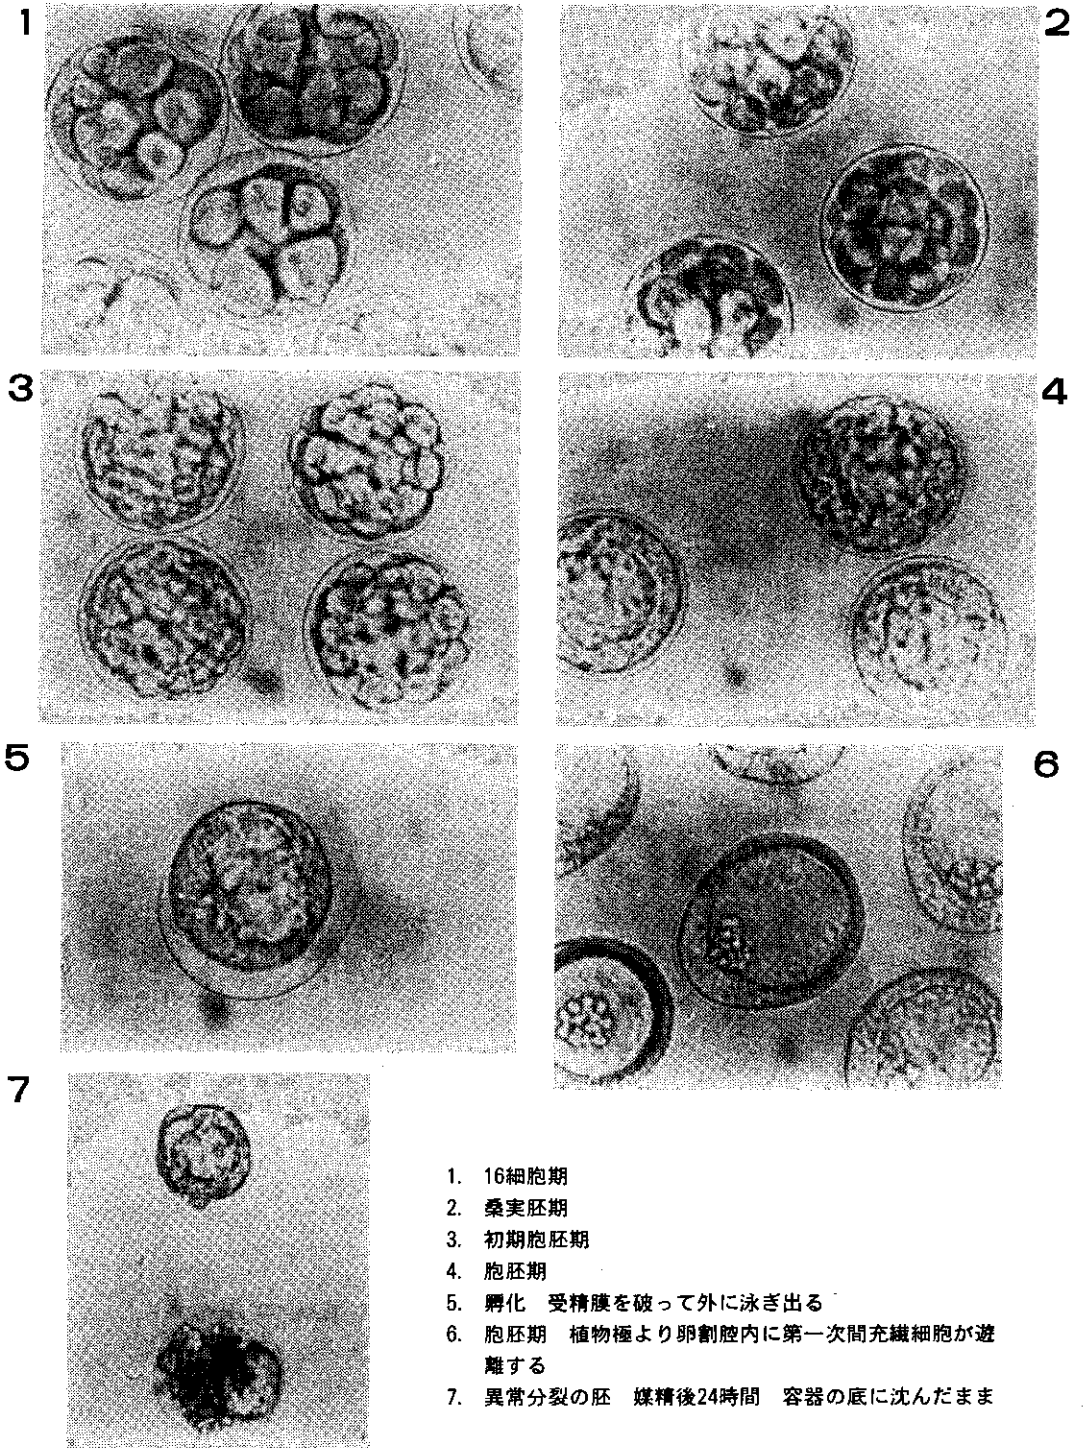 1
2
3
4
5
6
7
1. 16細胞期
2. 桑実胚期
3. 初期胞胚期
4. 胞胚期
5. 孵化 受精膜を破って外に泳ぎ出る
6. 胞胚期 植物極より卵割腔内に第一次間充繊細胞が遊
離する
7. 異常分裂の胚 媒精後24時間 容器の底に沈んだまま